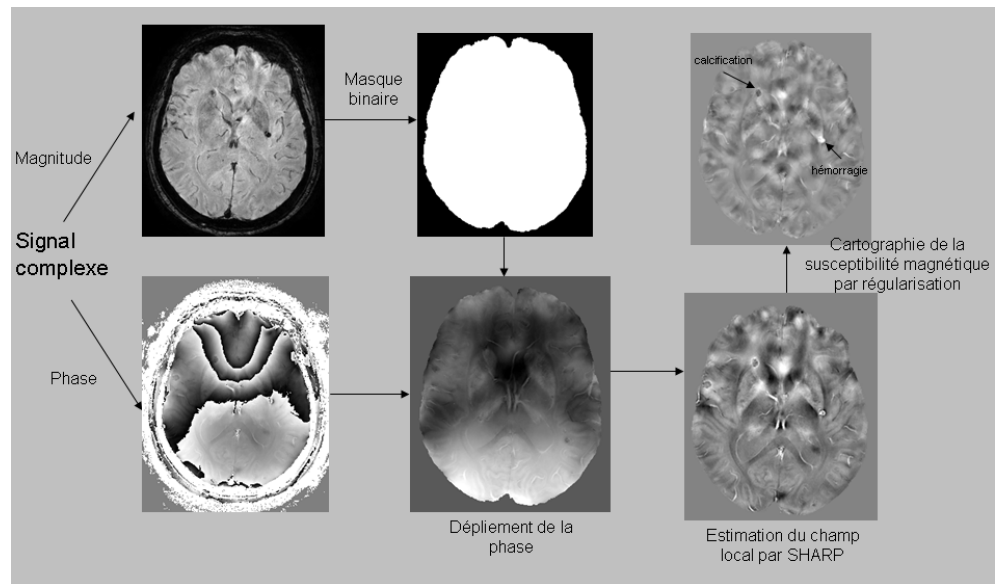 Signal
complexe
Magnitude
Phase
Masque
binaire
Dépliement de la
phase
Estimation du champ
local par SHARP
Cartographie de la
susceptibilité magnétique
par régularisation
calcification
hémorragie